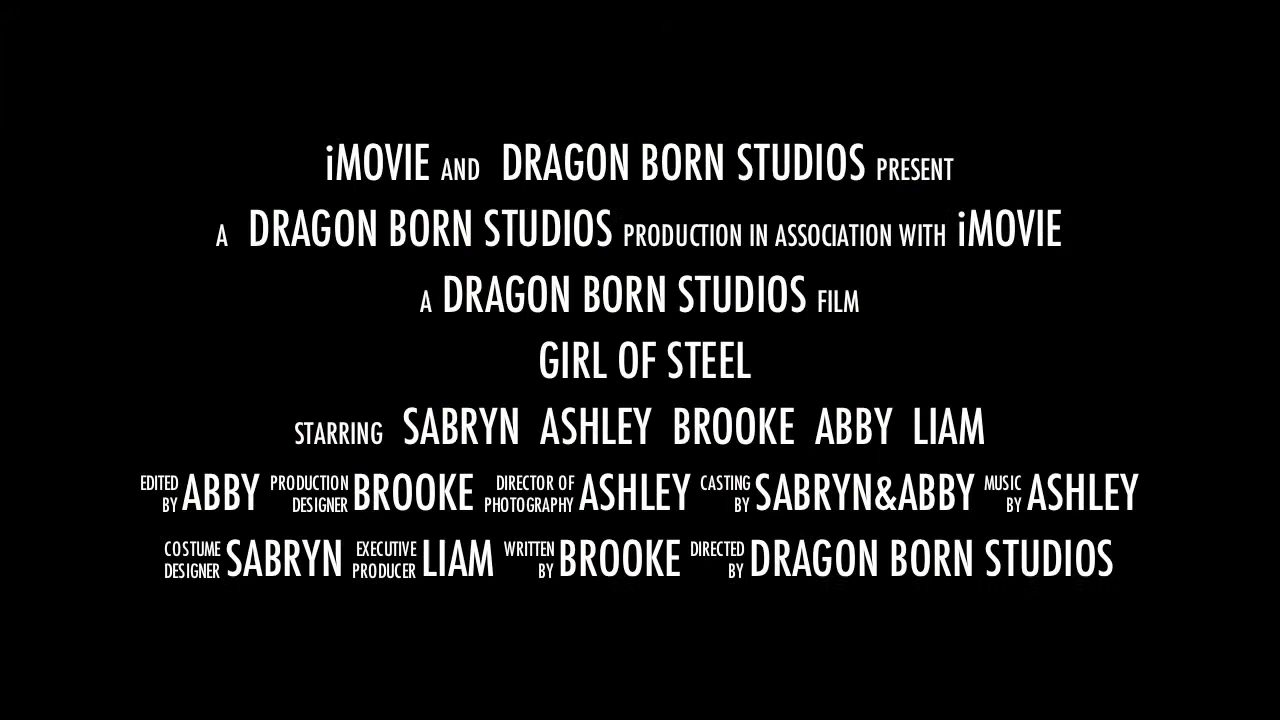 iMOVIE AND DRAGON BORN STUDIOS PRESENT
A DRAGON BORN STUDIOS PRODUCTION IN ASSOCIATION WITH iMOVIE
A DRAGON BORN STUDIOS FILM
GIRL OF STEEL
STARRING SABRYN ASHLEY BROOKE ABBY LIAM
EDITED BY ABBY PRODUCTION DESIGNER BROOKE DIRECTOR OF PHOTOGRAPHY ASHLEY CASTING BY SABRYN&ABBY MUSIC BY ASHLEY
COSTUME DESIGNER SABRYN EXECUTIVE PRODUCER LIAM WRITTEN BY BROOKE DIRECTED BY DRAGON BORN STUDIOS